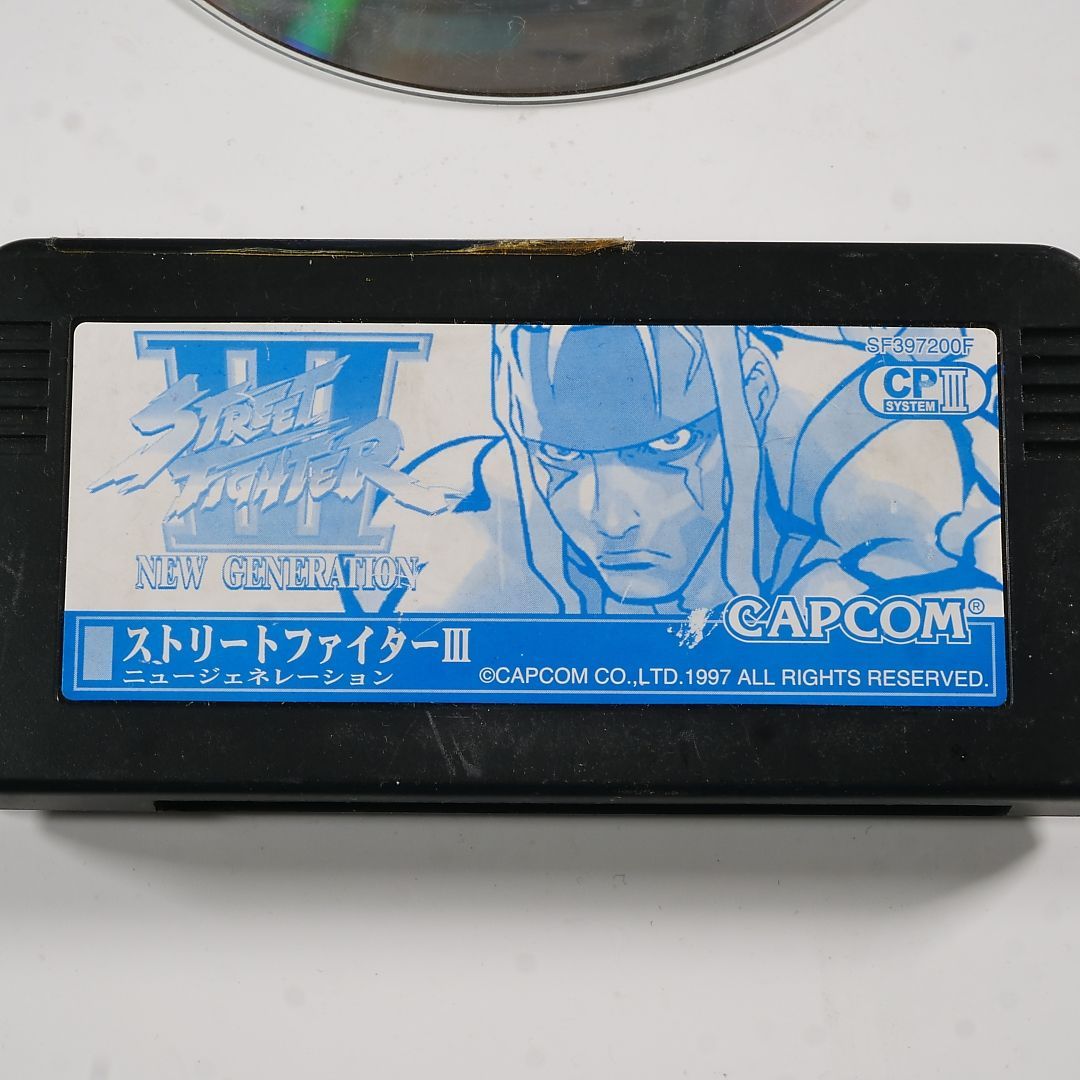 SF397200F
CP III
SYSTEM
III
STREET
FIGHTER
NEW GENERATION
CAPCOM®
ストリートファイターIII
ニュージェネレーション
©CAPCOM CO.,LTD.1997 ALL RIGHTS RESERVED.